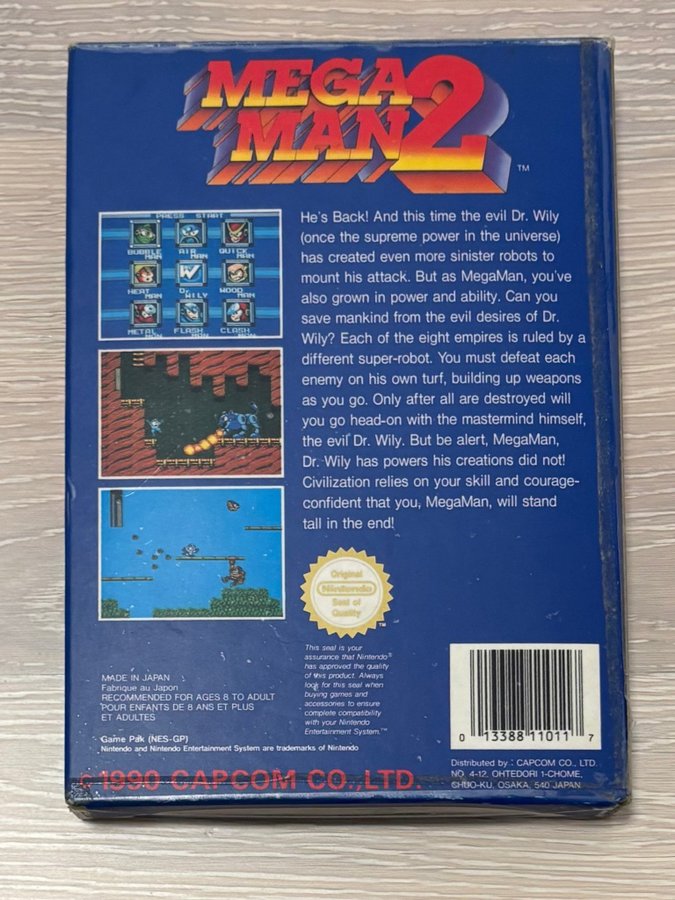 MEGA
MAN 2
™
PRESS START
BUBBLE MAN AIR MAN QUICK MAN
HEAT MAN Dr. WILY WOOD MAN
METAL MAN FLASH MAN CLASH MAN
He's Back! And this time the evil Dr. Wily
(once the supreme power in the universe)
has created even more sinister robots to
mount his attack. But as MegaMan, you've
also grown in power and ability. Can you
save mankind from the evil desires of Dr.
Wily? Each of the eight empires is ruled by a
different super-robot. You must defeat each
enemy on his own turf, building up weapons
as you go. Only after all are destroyed will
you go head-on with the mastermind himself,
the evil Dr. Wily. But be alert, MegaMan,
Dr. Wily has powers his creations did not!
Civilization relies on your skill and courage-
confident that you, MegaMan, will stand
tall in the end!
Original
Nintendo
Seal of
Quality
™
This seal is your
assurance that Nintendo®
has approved the quality
of this product. Always
look for this seal when
buying games and
accessories to ensure
complete compatibility
with your Nintendo
Entertainment System.™
MADE IN JAPAN
Fabriqué au Japon
RECOMMENDED FOR AGES 8 TO ADULT
POUR ENFANTS DE 8 ANS ET PLUS
ET ADULTES
Game Pak (NES-GP)
Nintendo and Nintendo Entertainment System are trademarks of Nintendo
© 1990 CAPCOM CO.,LTD.
0 13388 11011 7
Distributed by : CAPCOM CO., LTD.
NO. 4-12, OHTEDORI 1-CHOME,
CHUO-KU, OSAKA, 540 JAPAN